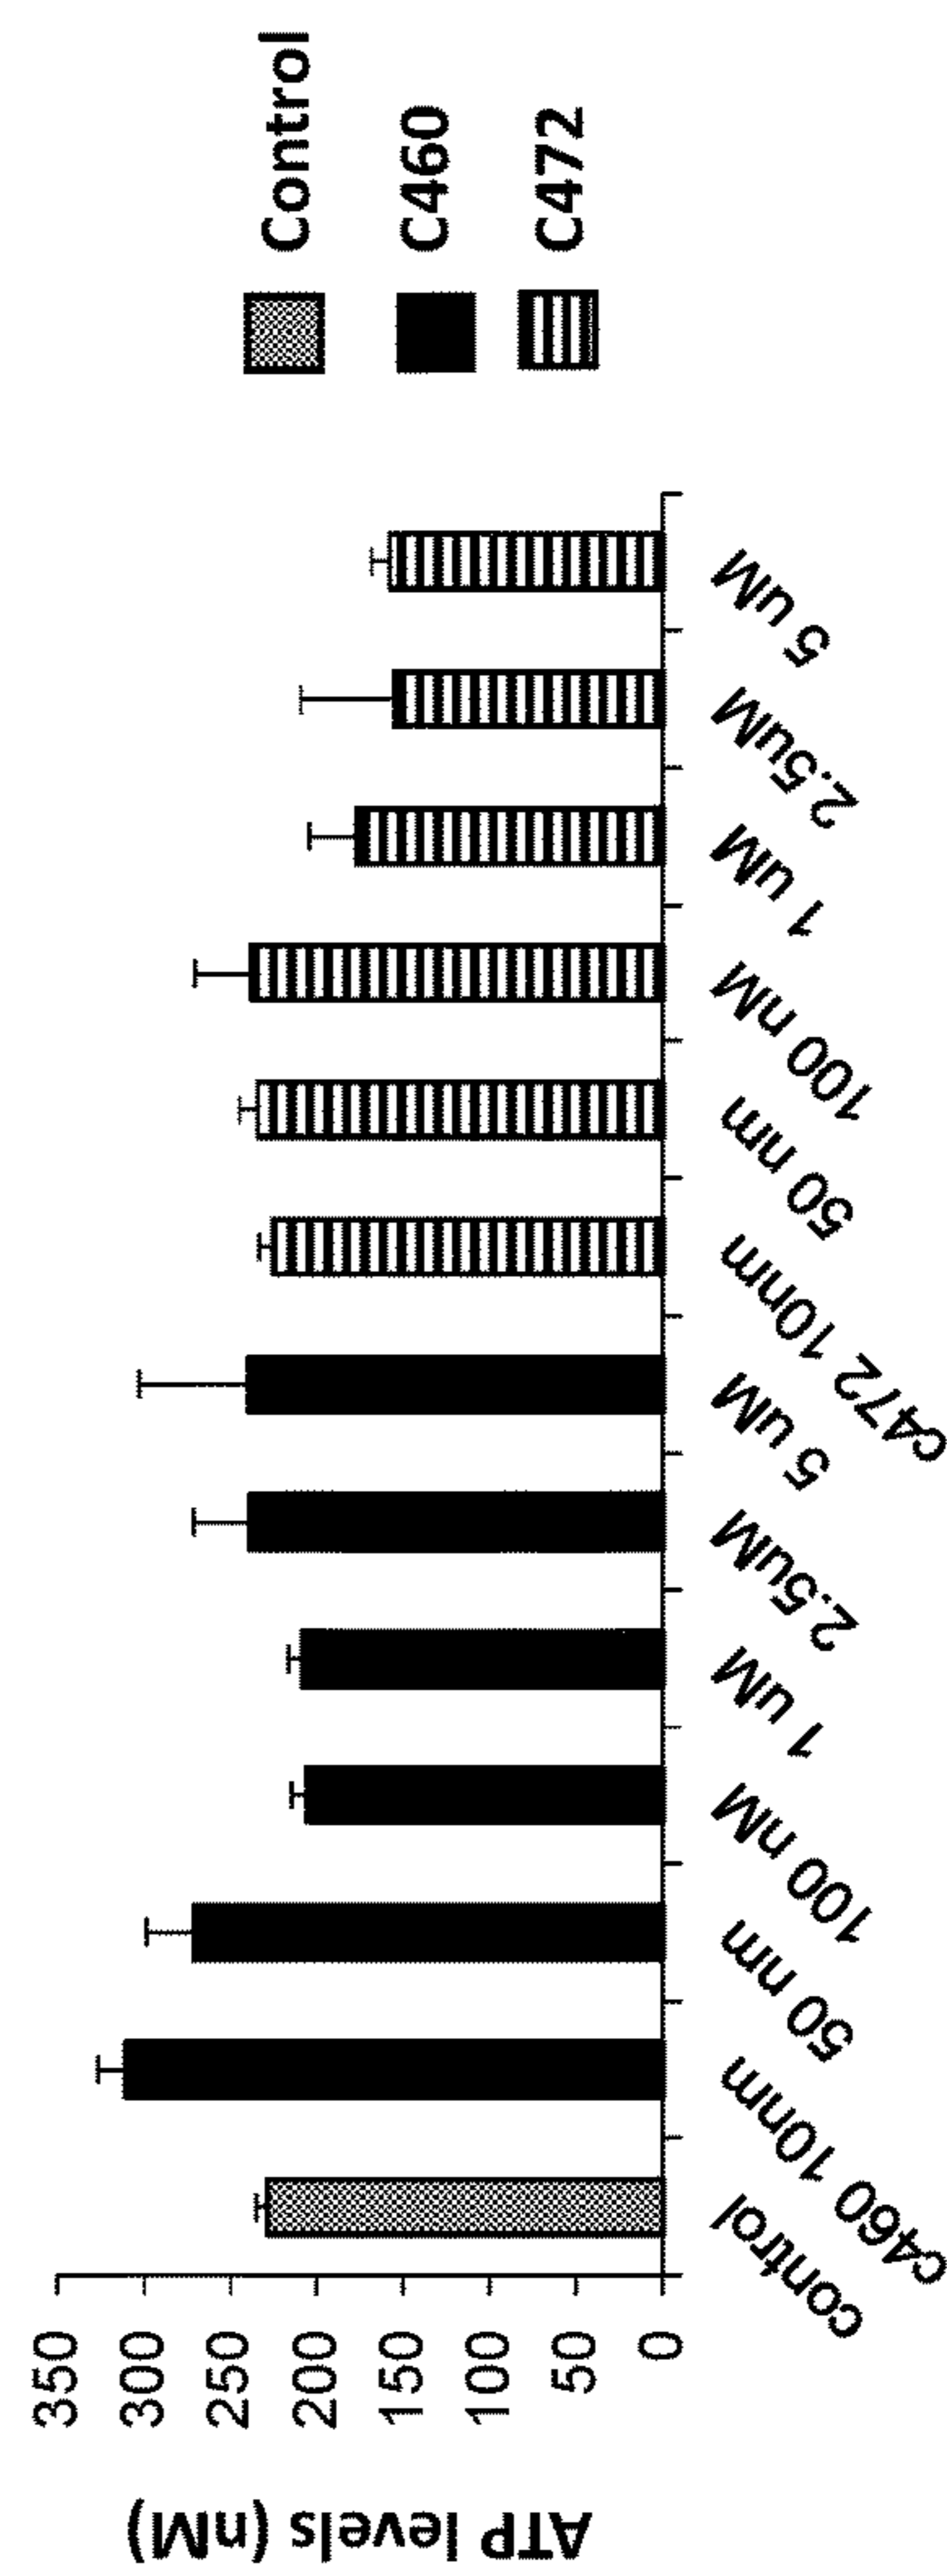 ATP levels (nM)
350
300
250
200
150
100
50
0
control
c460 10nm
50 nm
100 nM
1 uM
2.5uM
5 uM
c472 10nm
50 nm
100 nM
1 uM
2.5uM
5 uM
Control
C460
C472